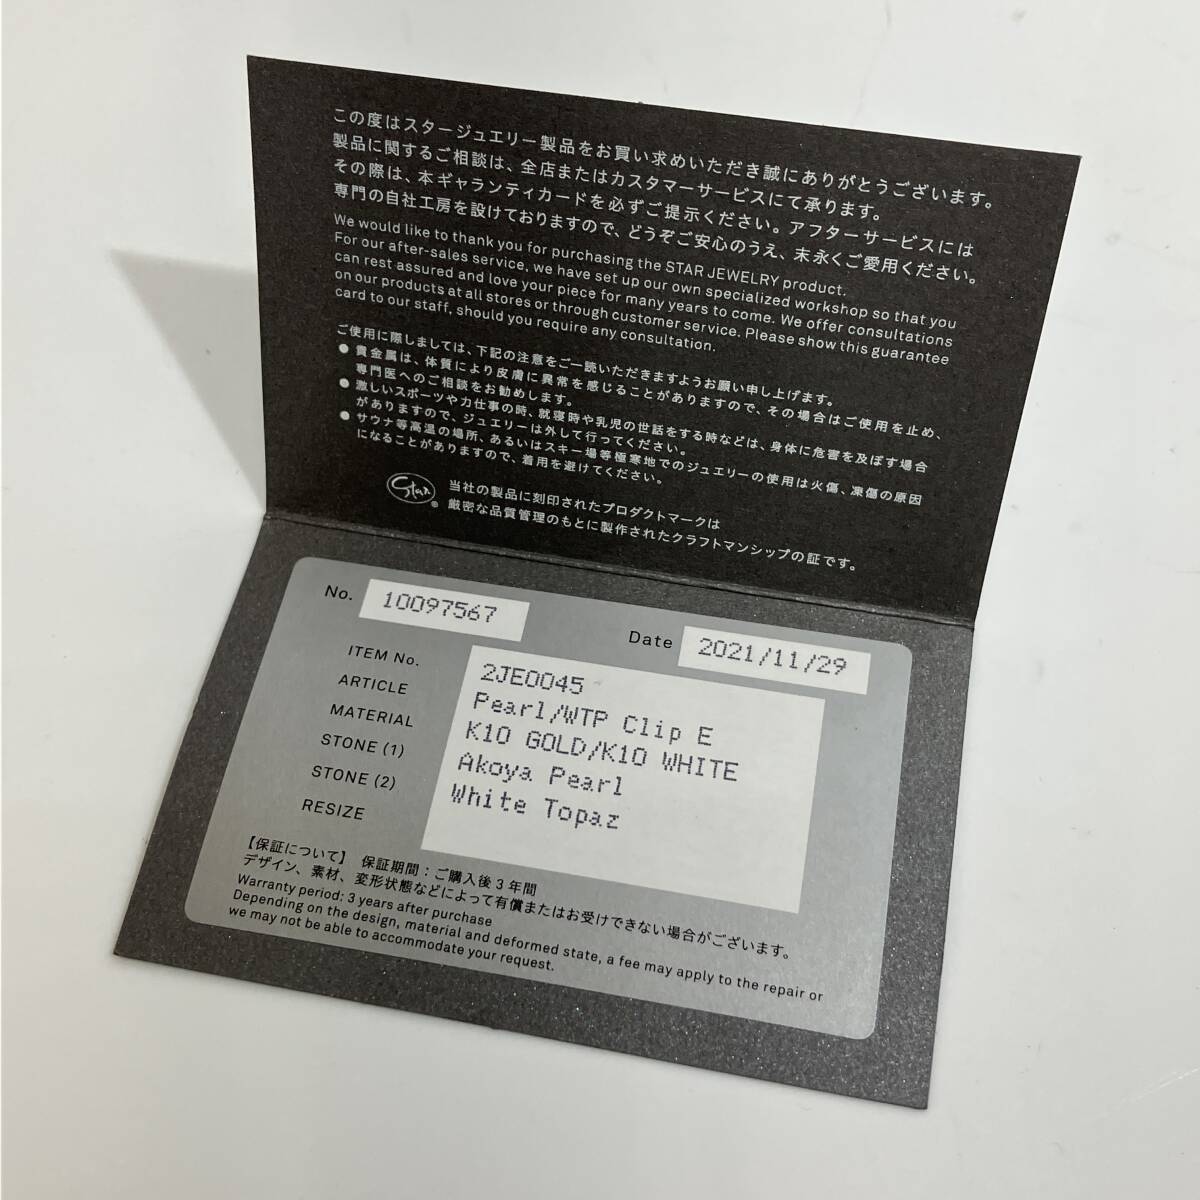 この度はスタージュエリー製品をお買い求めいただき誠にありがとうございます。
製品に関するご相談は、全店またはカスタマーサービスにて承ります。
その際は、本ギャランティカードを必ずご提示ください。アフターサービスには
専門の自社工房を設けておりますので、どうぞご安心のうえ、末永くご愛用ください。
We would like to thank you for purchasing the STAR JEWELRY product.
For our after-sales service, we have set up our own specialized workshop so that you
can rest assured and love your piece for many years to come. We offer consultations
on our products at all stores or through customer service. Please show this guarantee
card to our staff, should you require any consultation.
ご使用に際しましては、下記の注意をご一読いただきますようお願い申し上げます。
● 貴金属は、体質により皮膚に異常を感じることがありますので、その場合はご使用を止め、
専門医へのご相談をお勧めします。
● 激しいスポーツや力仕事の時、就寝時や乳児の世話をする時などは、身体に危害を及ぼす場合
がありますので、ジュエリーは外して行ってください。
● サウナ等高温の場所、あるいはスキー場等極寒地でのジュエリーの使用は火傷、凍傷の原因
になることがありますので、着用を避けてください。
Star ®
当社の製品に刻印されたプロダクトマークは
厳密な品質管理のもとに製作されたクラフトマンシップの証です。
No. 10097567 Date 2021/11/29
ITEM No. 2JE0045
ARTICLE Pearl/WTP Clip E
MATERIAL K10 GOLD/K10 WHITE
STONE (1) Akoya Pearl
STONE (2) White Topaz
RESIZE
【保証について】 保証期間：ご購入後3年間
デザイン、素材、変形状態などによって有償またはお受けできない場合がございます。
Warranty period: 3 years after purchase
Depending on the design, material and deformed state, a fee may apply to the repair or
we may not be able to accommodate your request.